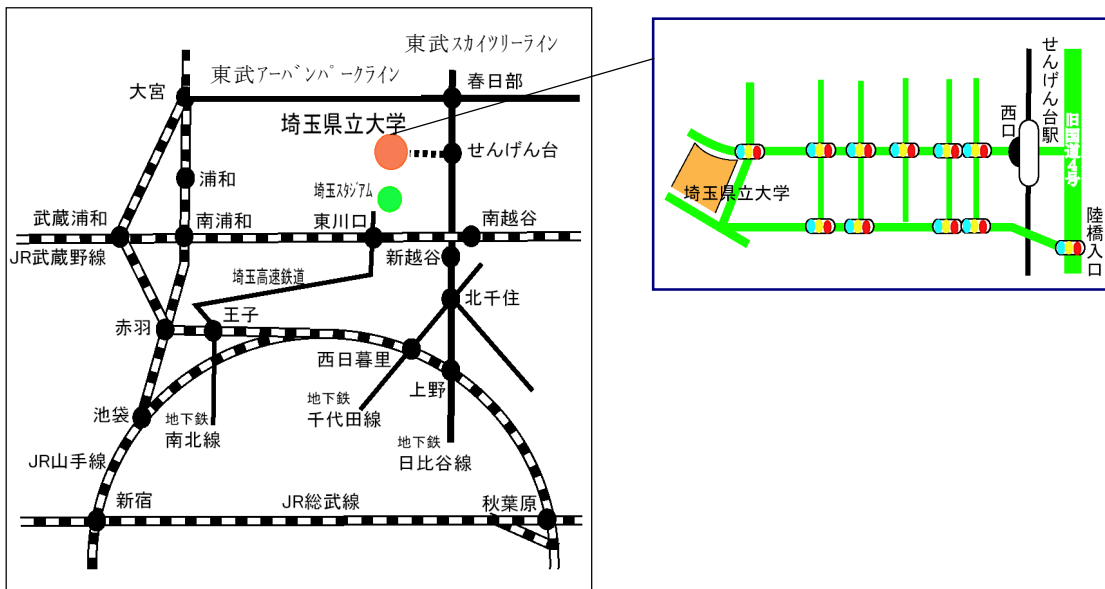 東武スカイツリーライン
東武アーバンパークライン
大宮
春日部
埼玉県立大学
せんげん台
浦和
埼玉スタジアム
武蔵浦和
南浦和
東川口
南越谷
JR武蔵野線
新越谷
埼玉高速鉄道
北千住
赤羽
王子
西日暮里
上野
池袋
地下鉄
南北線
地下鉄
千代田線
地下鉄
日比谷線
JR山手線
新宿
JR総武線
秋葉原
せんげん台駅
西口
旧国道4号
埼玉県立大学
陸橋入口